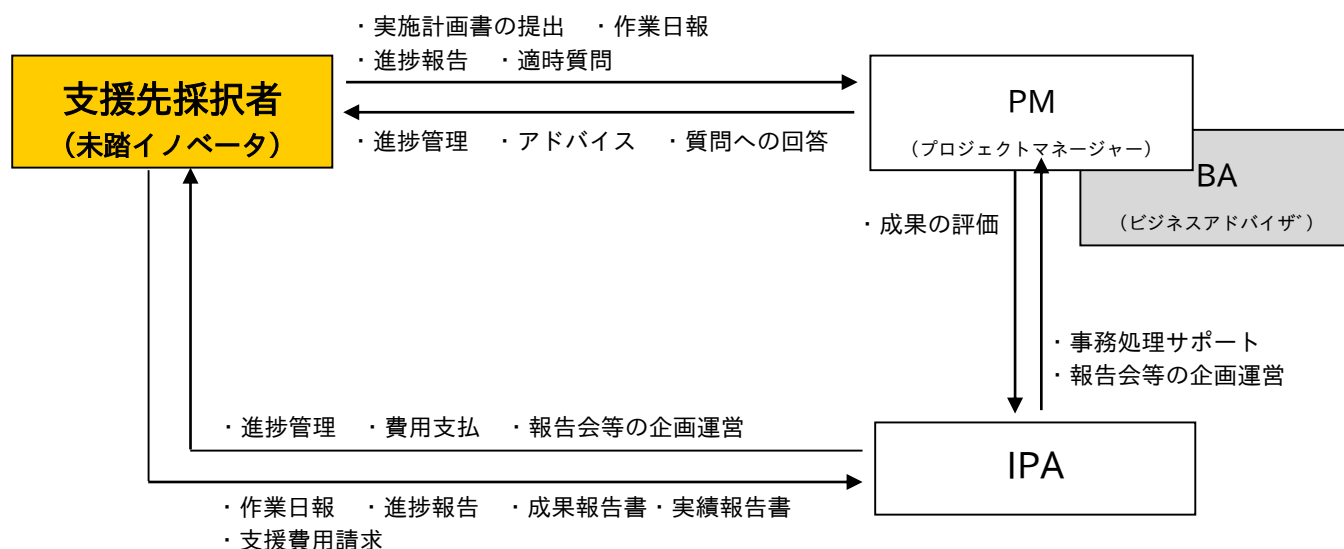 ・実施計画書の提出　・作業日報
・進捗報告　・適時質問
支援先採択者
（未踏イノベータ）
PM
（プロジェクトマネージャー）
・進捗管理　・アドバイス　・質問への回答
BA
（ビジネスアドバイザﾞ）
・成果の評価
・事務処理サポート
・報告会等の企画運営
・進捗管理　・費用支払　・報告会等の企画運営
IPA
・作業日報　・進捗報告　・成果報告書・実績報告書
・支援費用請求